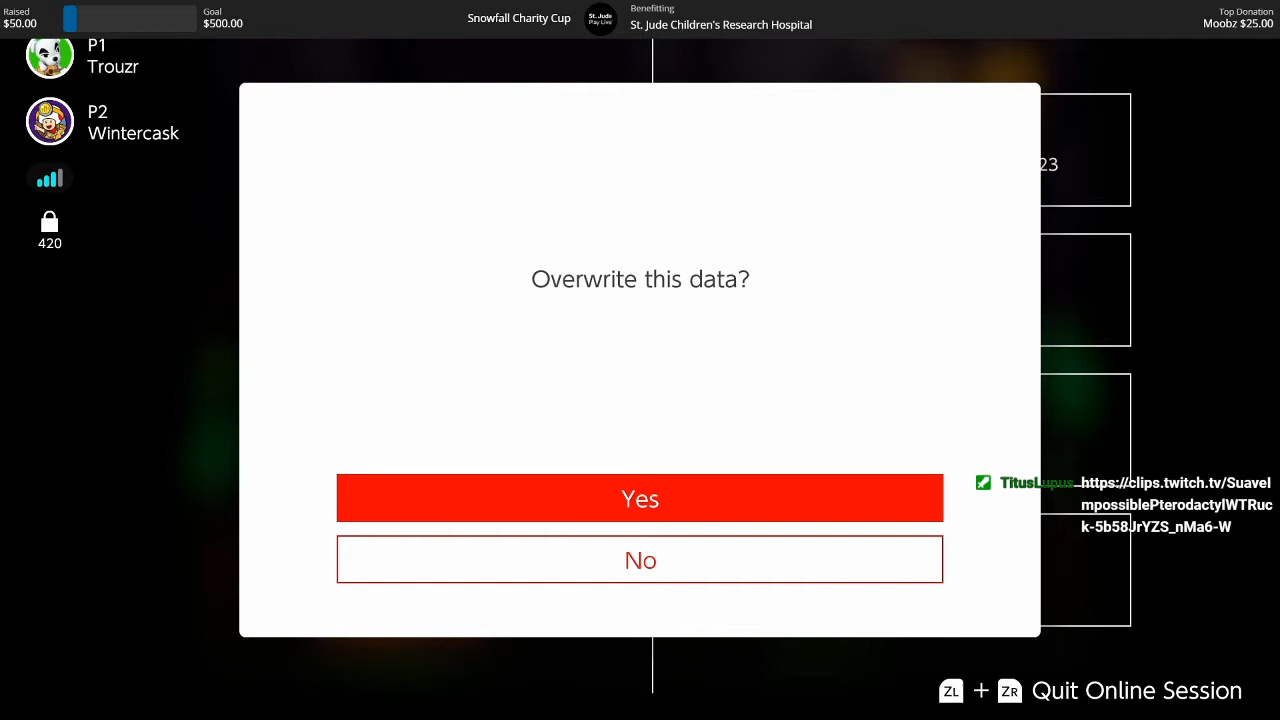 Raised
$50.00
Goal
$500.00
Snowfall Charity Cup
St. Jude
Play Live!
Benefitting
St. Jude Children's Research Hospital
Top Donation
Moobz $25.00
P1
Trouzr
P2
Wintercask
420
23
Overwrite this data?
Yes
No
TitusLupus https://clips.twitch.tv/SuaveI
mpossiblePterodactylWTRuc
k-5b58JrYZS_nMa6-W
ZL + ZR Quit Online Session